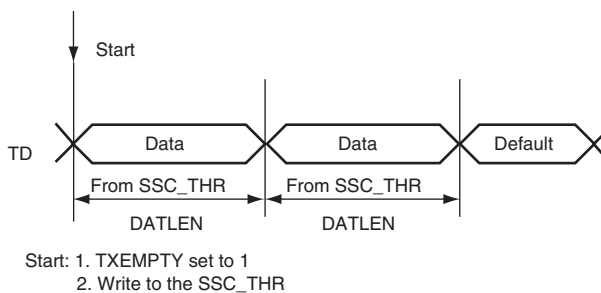 Start
TD
Data Data Default
From SSC_THR From SSC_THR
DATLEN DATLEN
Start: 1. TXEMPTY set to 1
2. Write to the SSC_THR